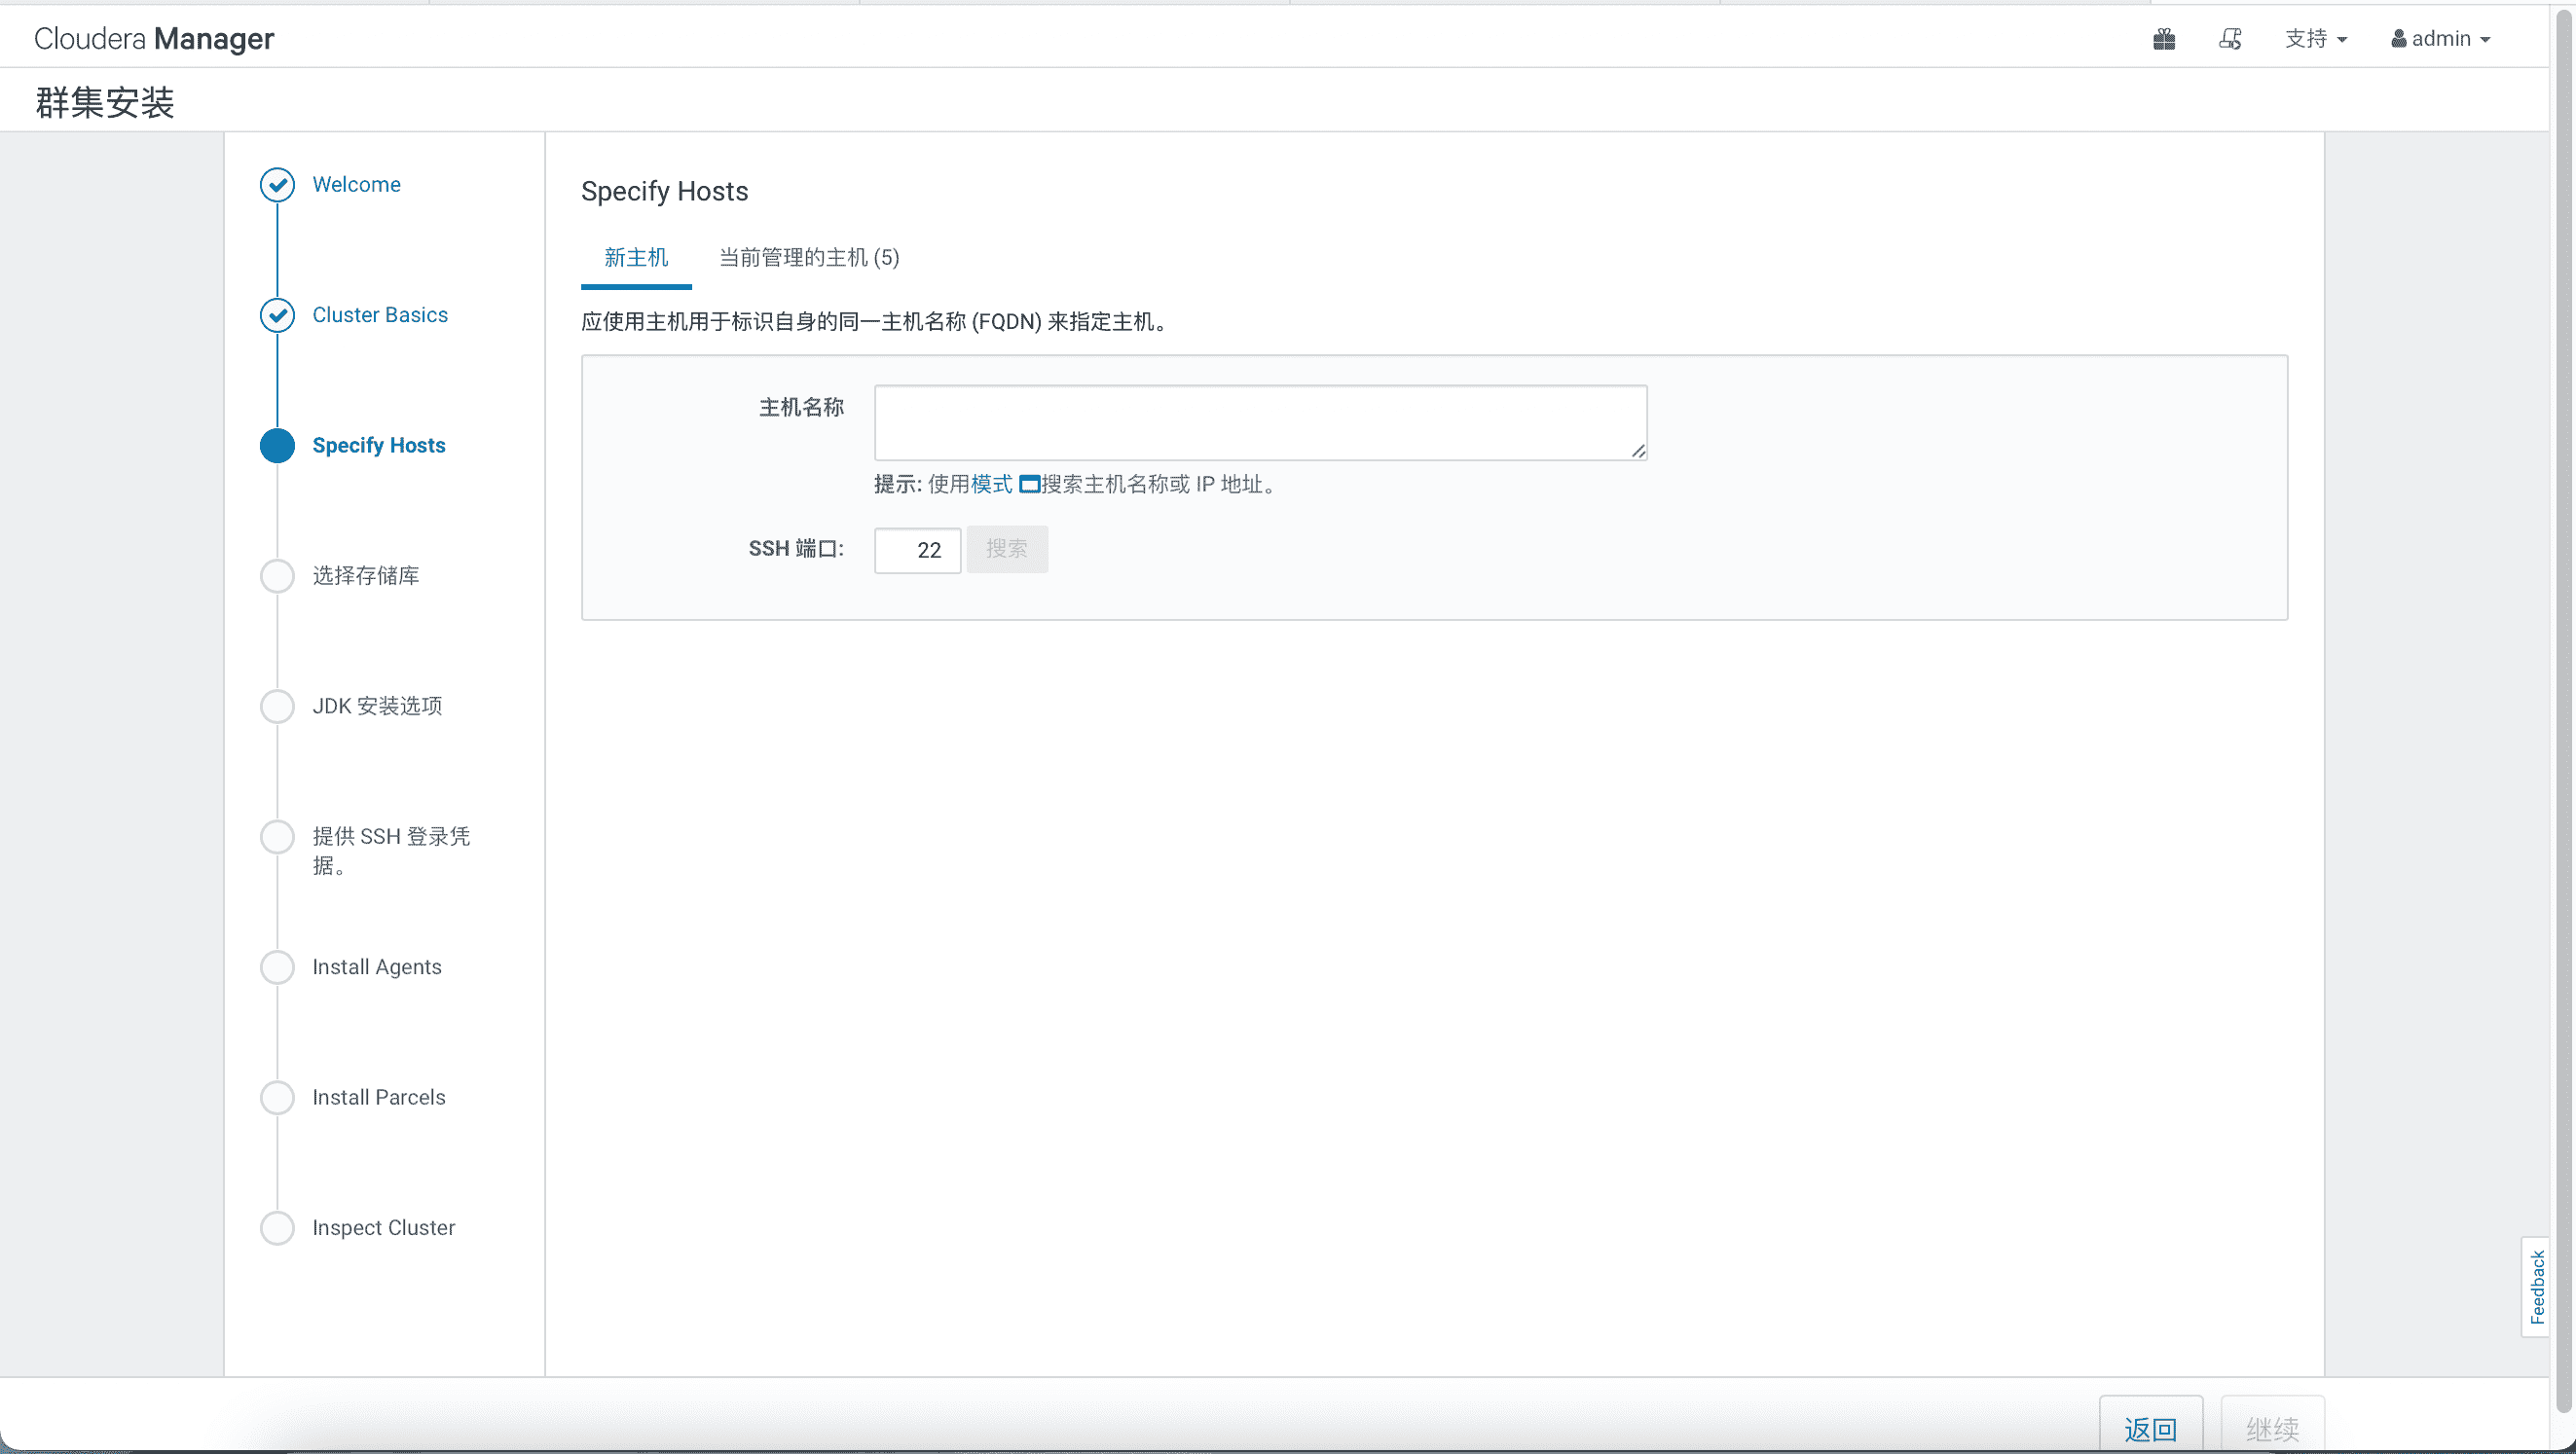 Cloudera Manager
支持
admin
群集安装
Welcome
Cluster Basics
Specify Hosts
选择存储库
JDK 安装选项
提供 SSH 登录凭
据。
Install Agents
Install Parcels
Inspect Cluster
Specify Hosts
新主机
当前管理的主机 (5)
应使用主机用于标识自身的同一主机名称 (FQDN) 来指定主机。
主机名称
提示: 使用模式 搜索主机名称或 IP 地址。
SSH 端口:
22
搜索
Feedback
返回
继续